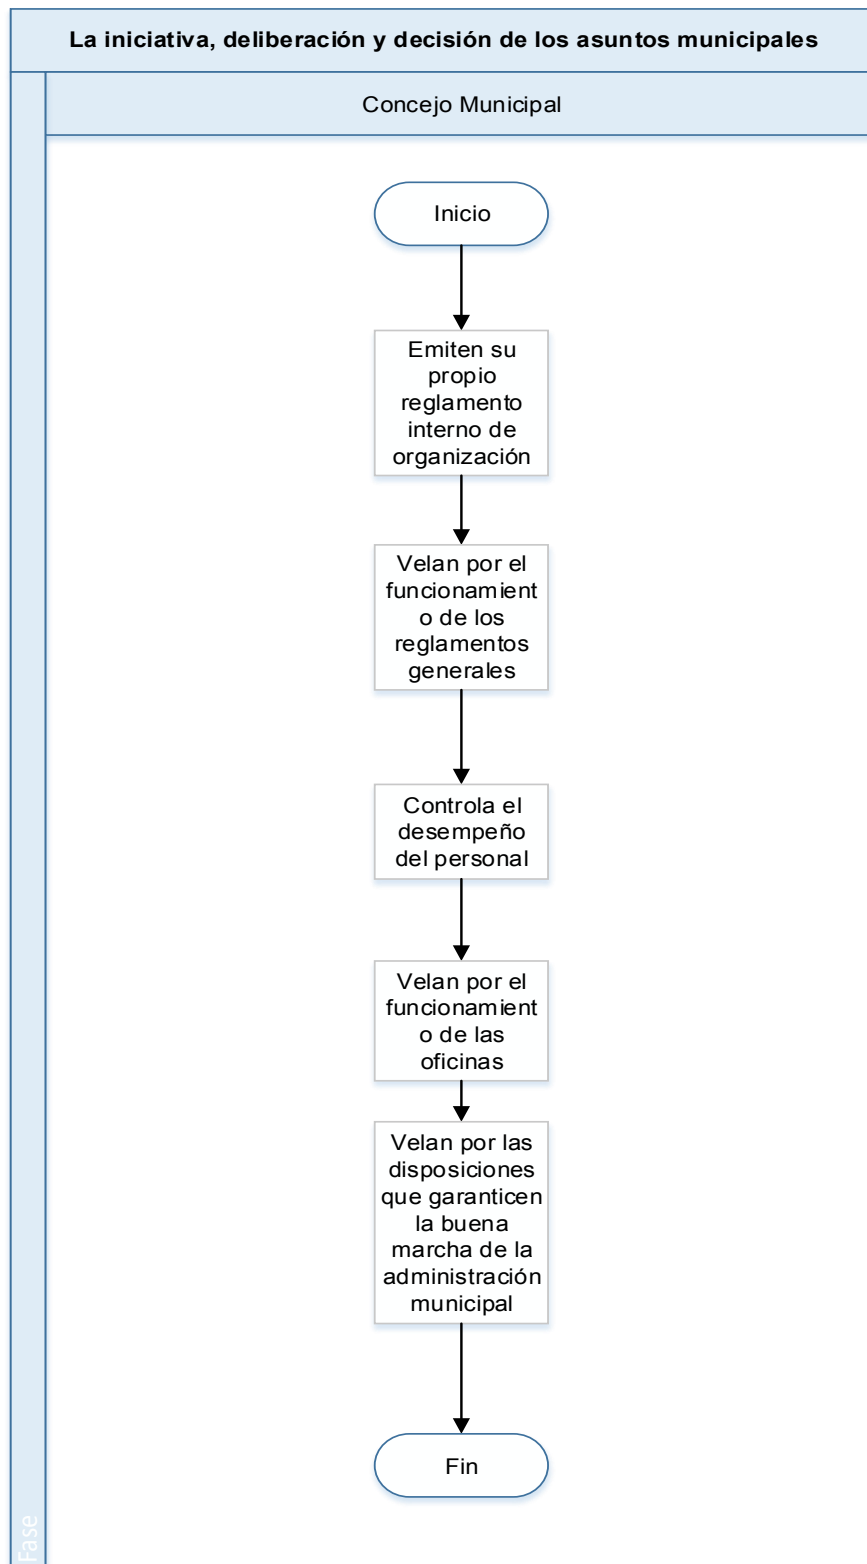 La iniciativa, deliberación y decisión de los asuntos municipales
Concejo Municipal
Inicio
Emiten su
propio
reglamento
interno de
organización
Velan por el
funcionamient
o de los
reglamentos
generales
Controla el
desempeño
del personal
Velan por el
funcionamient
o de las
oficinas
Velan por las
disposiciones
que garanticen
la buena
marcha de la
administración
municipal
Fin
Fase